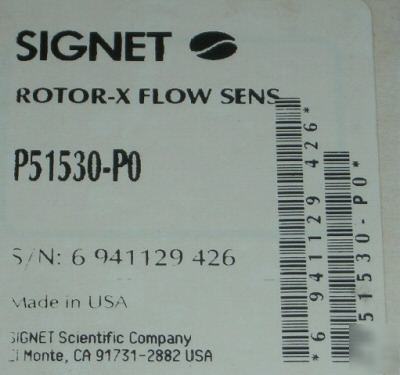 SIGNET
ROTOR-X FLOW SENS
P51530-P0
S/N: 6 941129 426
Made in USA
SIGNET Scientific Company
El Monte, CA 91731-2882 USA
*6 941129 426*
51530-P0*